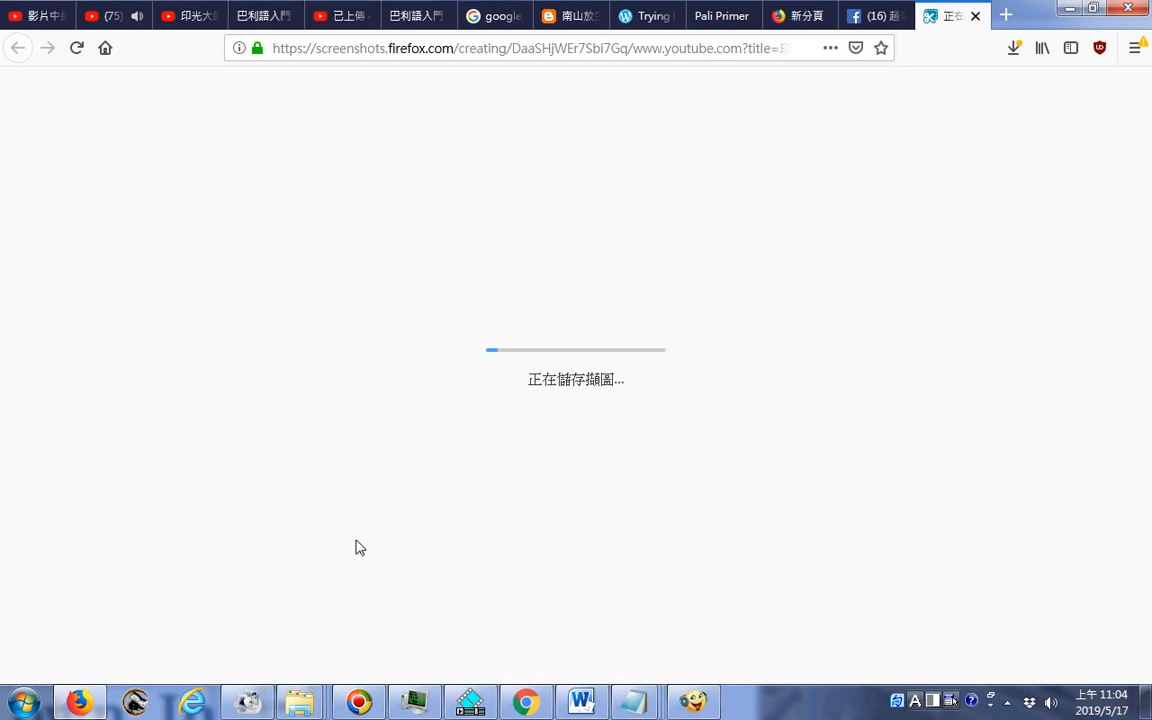 影片中
(75)
印光大
巴利語入門
已上傳
巴利語入門
google
南山放
Trying
Pali Primer
新分頁
(16)
正在
https://screenshots.firefox.com/creating/DaaSHjWEr7Sbi7Gq/www.youtube.com?title=
正在儲存擷圖...
上午 11:04
2019/5/17